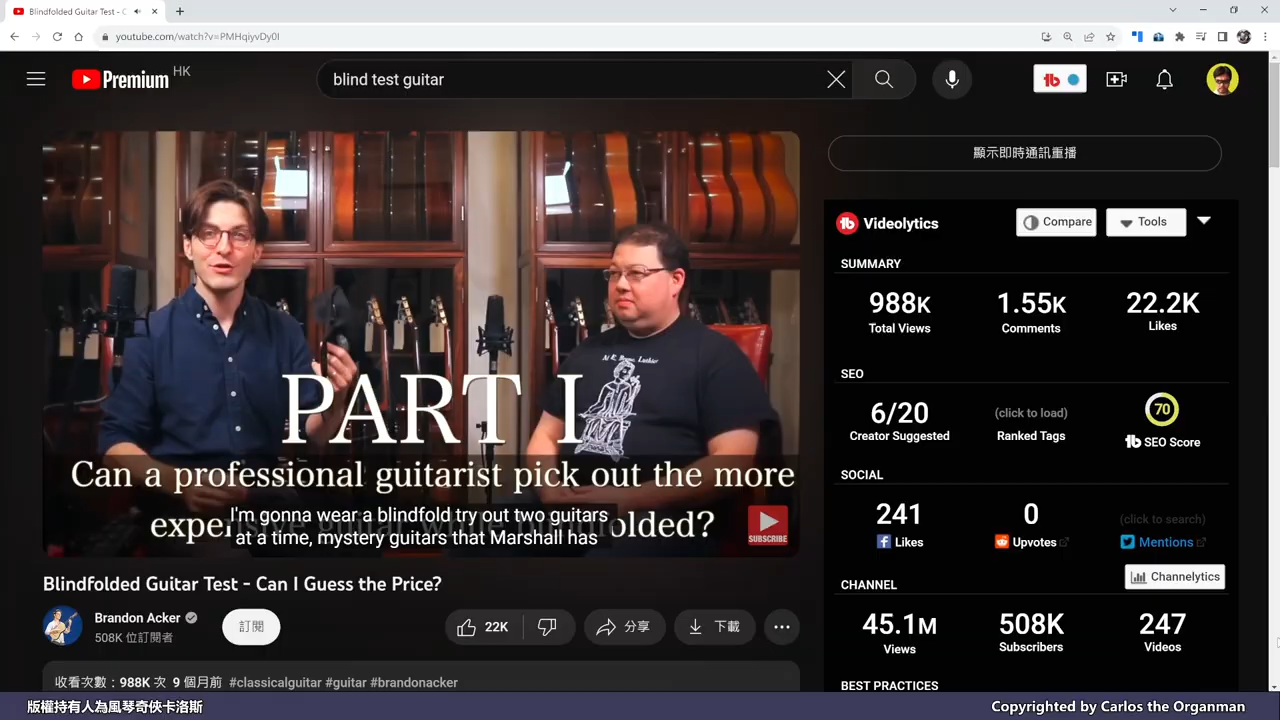 Blindfolded Guitar Test - C
youtube.com/watch?v=PMHqiyvDy0I
Premium HK
blind test guitar
顯示即時通訊重播
PART I
Can a professional guitarist pick out the more
I'm gonna wear a blindfold try out two guitars
at a time, mystery guitars that Marshall has
SUBSCRIBE
Blindfolded Guitar Test - Can I Guess the Price?
Brandon Acker
508K 位訂閱者
訂閱
22K
分享
下載
收看次數：988K 次 9 個月前 #classicalguitar #guitar #brandonacker
Videolytics
Compare
Tools
SUMMARY
988K 1.55K 22.2K
Total Views Comments Likes
SEO
6/20 (click to load) 70
Creator Suggested Ranked Tags SEO Score
SOCIAL
241 0 (click to search)
Likes Upvotes Mentions
CHANNEL Channelytics
45.1M 508K 247
Views Subscribers Videos
BEST PRACTICES
版權持有人為風琴奇俠卡洛斯
Copyrighted by Carlos the Organman